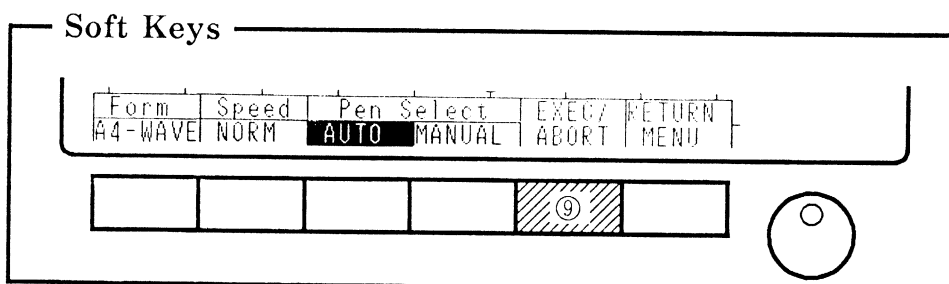 Soft Keys
Form Speed Pen Select EXEC/ RETURN
A4-WAVE NORM AUTO MANUAL ABORT MENU
⑨